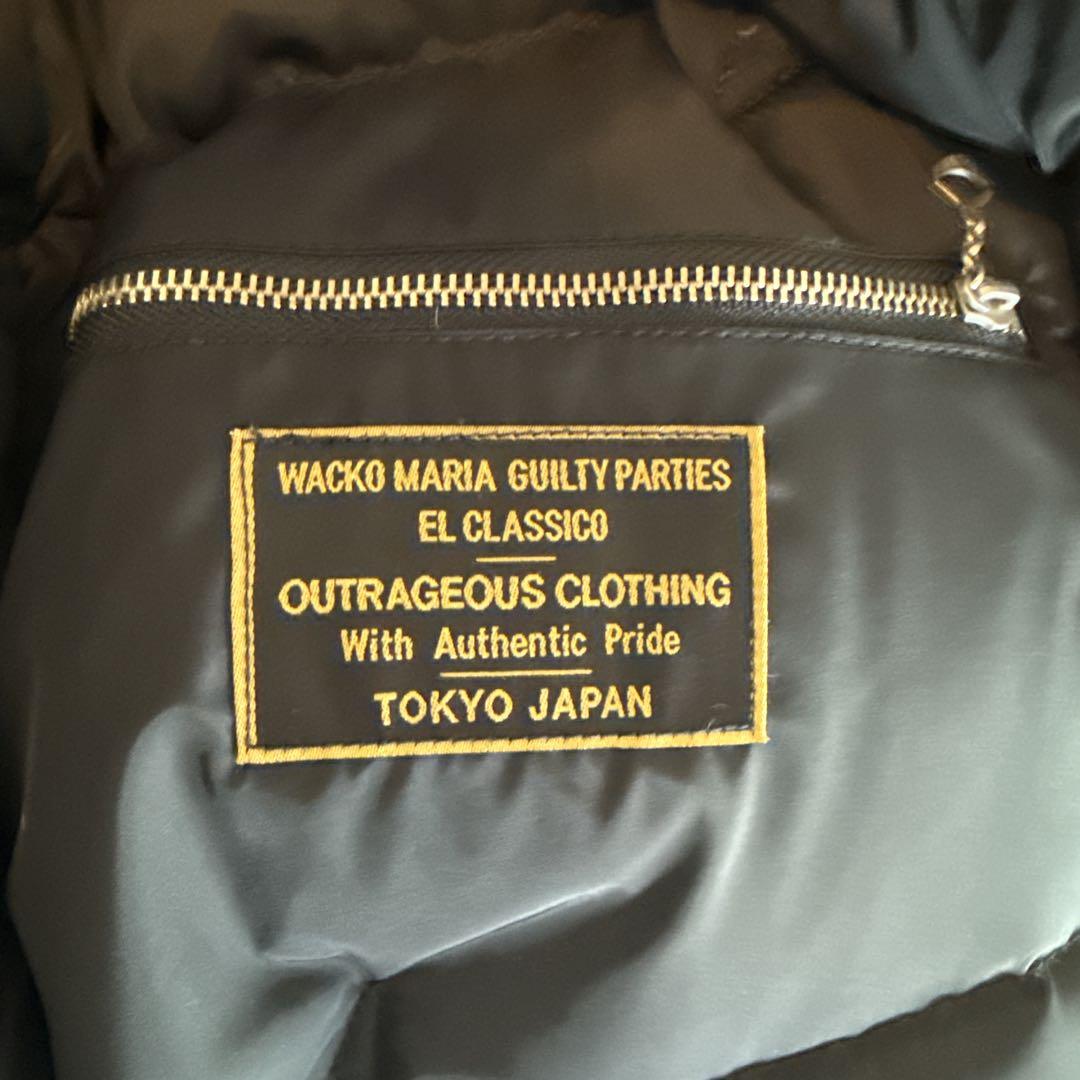 WACKO MARIA GUILTY PARTIES
EL CLASSICO
OUTRAGEOUS CLOTHING
With Authentic Pride
TOKYO JAPAN